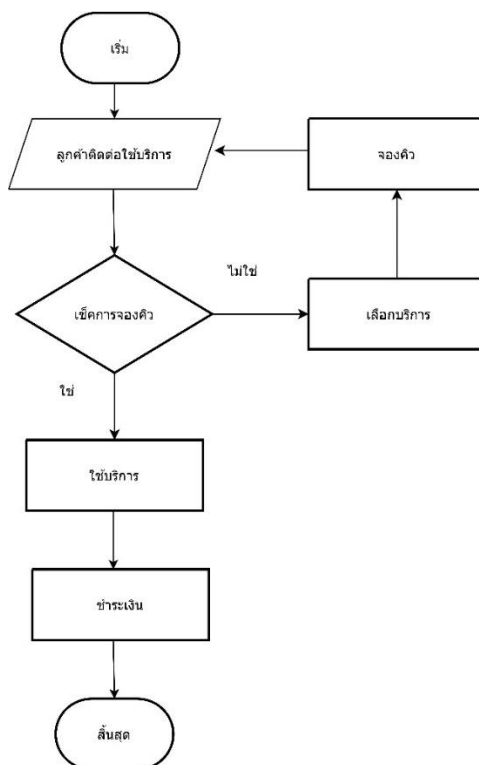 เริ่ม
ลูกค้าติดต่อใช้บริการ
จองคิว
เช็คการจองคิว
ไม่ใช่
เลือกบริการ
ใช่
ใช้บริการ
ชำระเงิน
สิ้นสุด